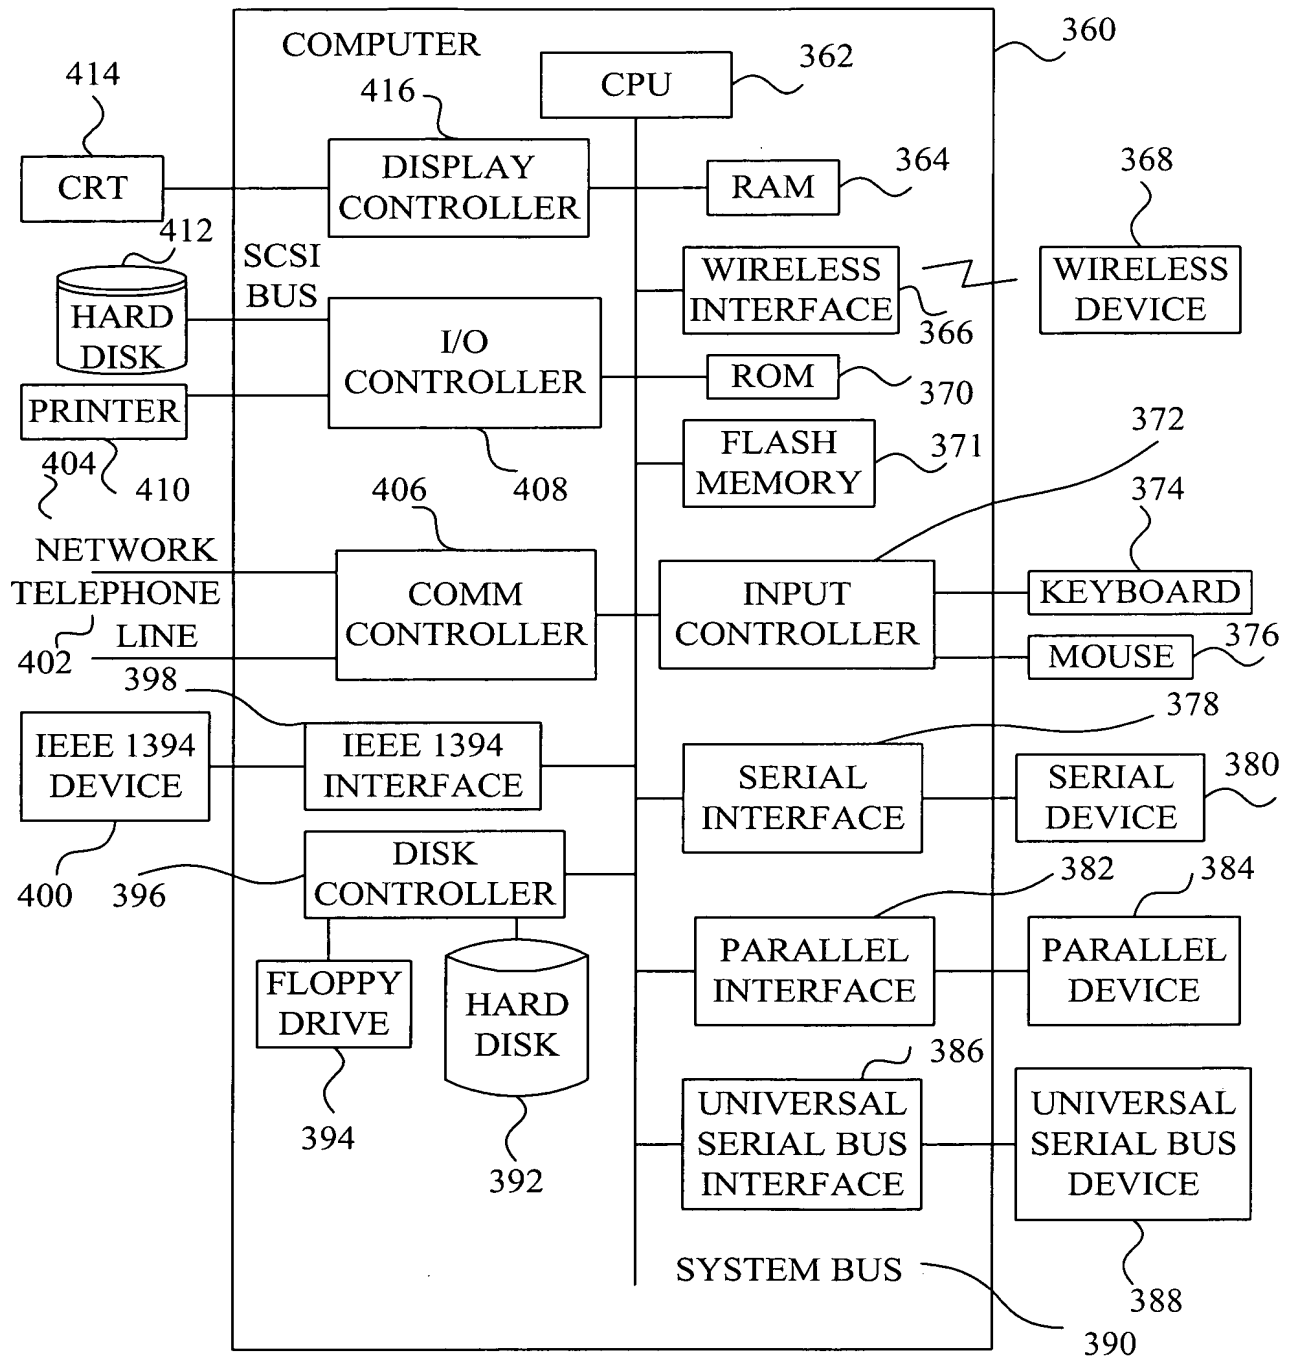 COMPUTER
360
362
CPU
414
416
CRT
DISPLAY
CONTROLLER
RAM
364
368
412
SCSI
BUS
WIRELESS
INTERFACE
366
WIRELESS
DEVICE
HARD
DISK
I/O
CONTROLLER
ROM
370
PRINTER
372
404
410
408
FLASH
MEMORY
371
406
374
NETWORK
TELEPHONE
LINE
402
COMM
CONTROLLER
INPUT
CONTROLLER
KEYBOARD
MOUSE
376
398
378
IEEE 1394
DEVICE
IEEE 1394
INTERFACE
SERIAL
INTERFACE
SERIAL
DEVICE
380
400
396
DISK
CONTROLLER
382
384
FLOPPY
DRIVE
HARD
DISK
PARALLEL
INTERFACE
PARALLEL
DEVICE
394
392
386
UNIVERSAL
SERIAL BUS
INTERFACE
UNIVERSAL
SERIAL BUS
DEVICE
388
SYSTEM BUS
390